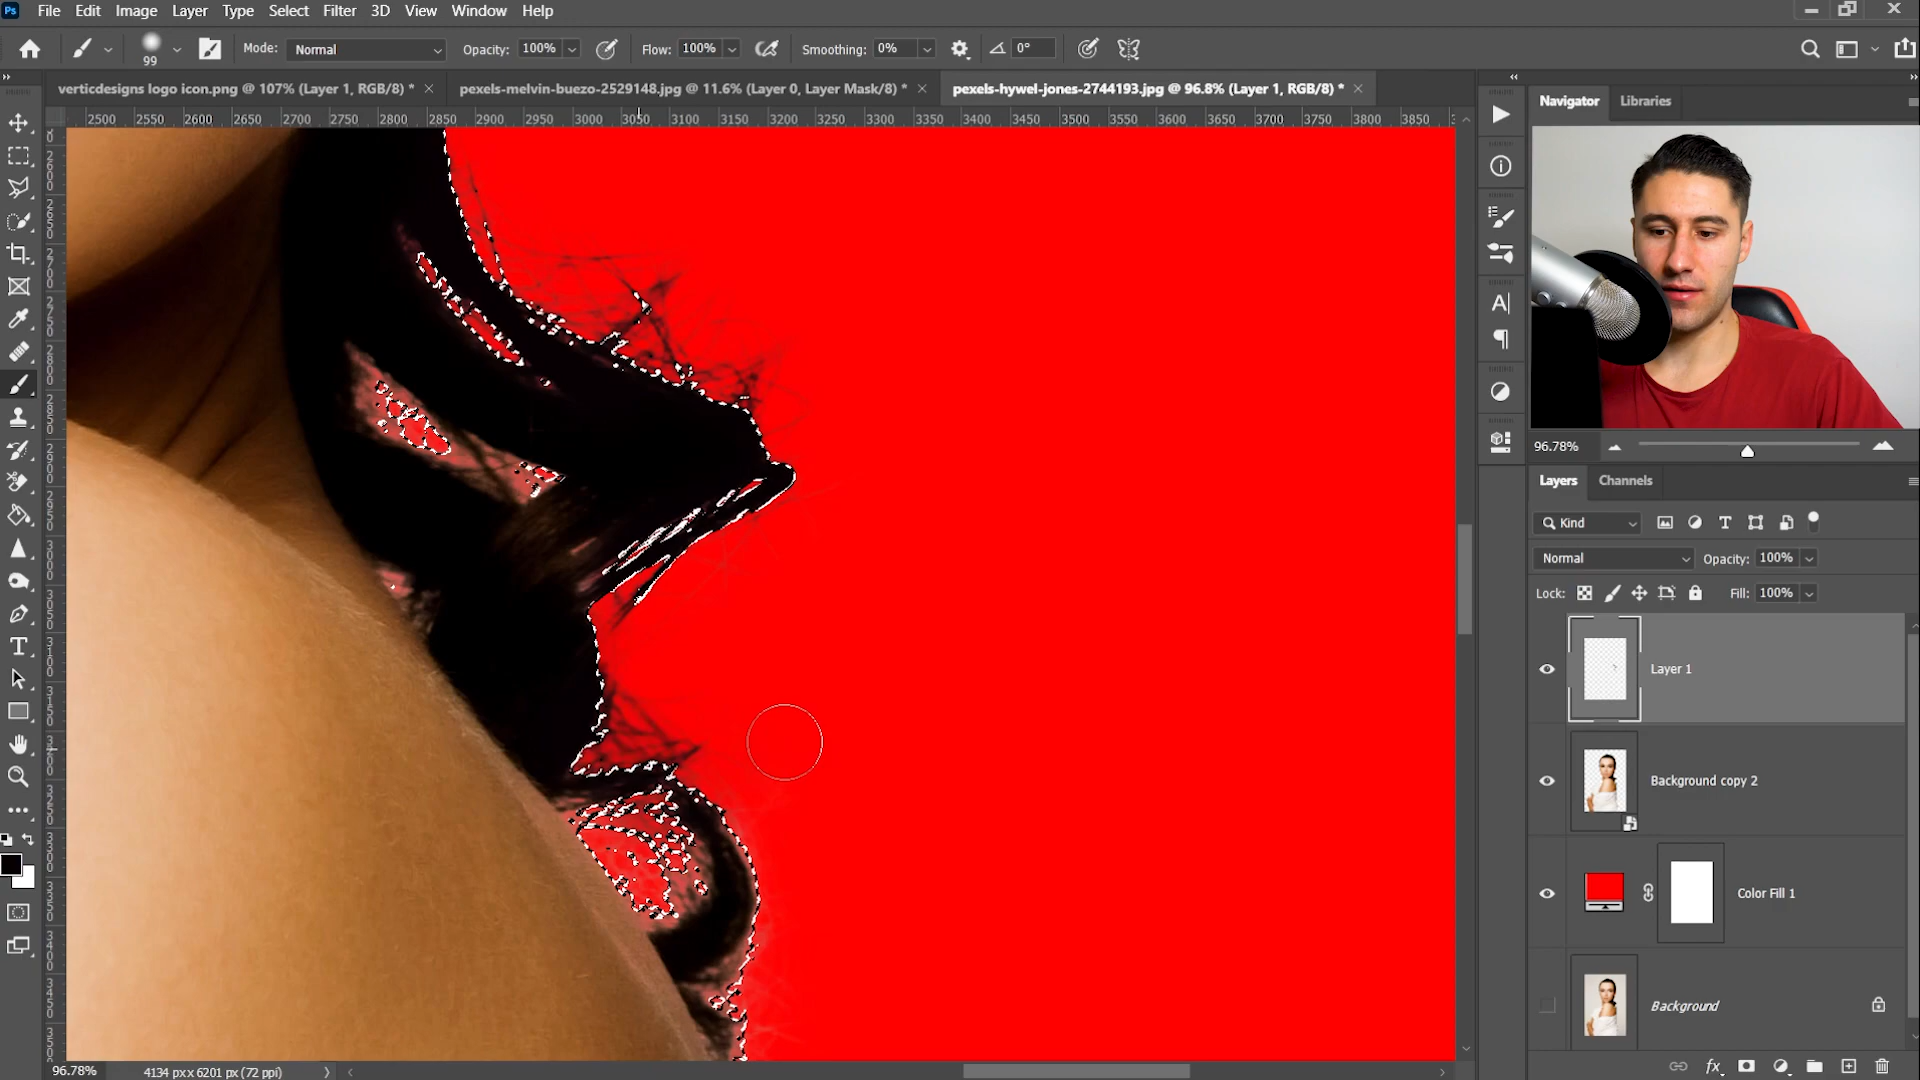 Ps File Edit Image Layer Type Select Filter 3D View Window Help
99 Mode: Normal Opacity: 100% Flow: 100% Smoothing: 0% 0°
verticdesigns logo icon.png @ 107% (Layer 1, RGB/8) * pexels-melvin-buezo-2529148.jpg @ 11.6% (Layer 0, Layer Mask/8) * pexels-hywel-jones-2744193.jpg @ 96.8% (Layer 1, RGB/8) *
2500 2550 2600 2650 2700 2750 2800 2850 2900 2950 3000 3050 3100 3150 3200 3250 3300 3350 3400 3450 3500 3550 3600 3650 3700 3750 3800 3850
Navigator Libraries
96.78%
Layers Channels
Kind
Normal Opacity: 100%
Lock: Fill: 100%
Layer 1
Background copy 2
Color Fill 1
Background
fx
96.78% 4134 px x 6201 px (72 ppi)